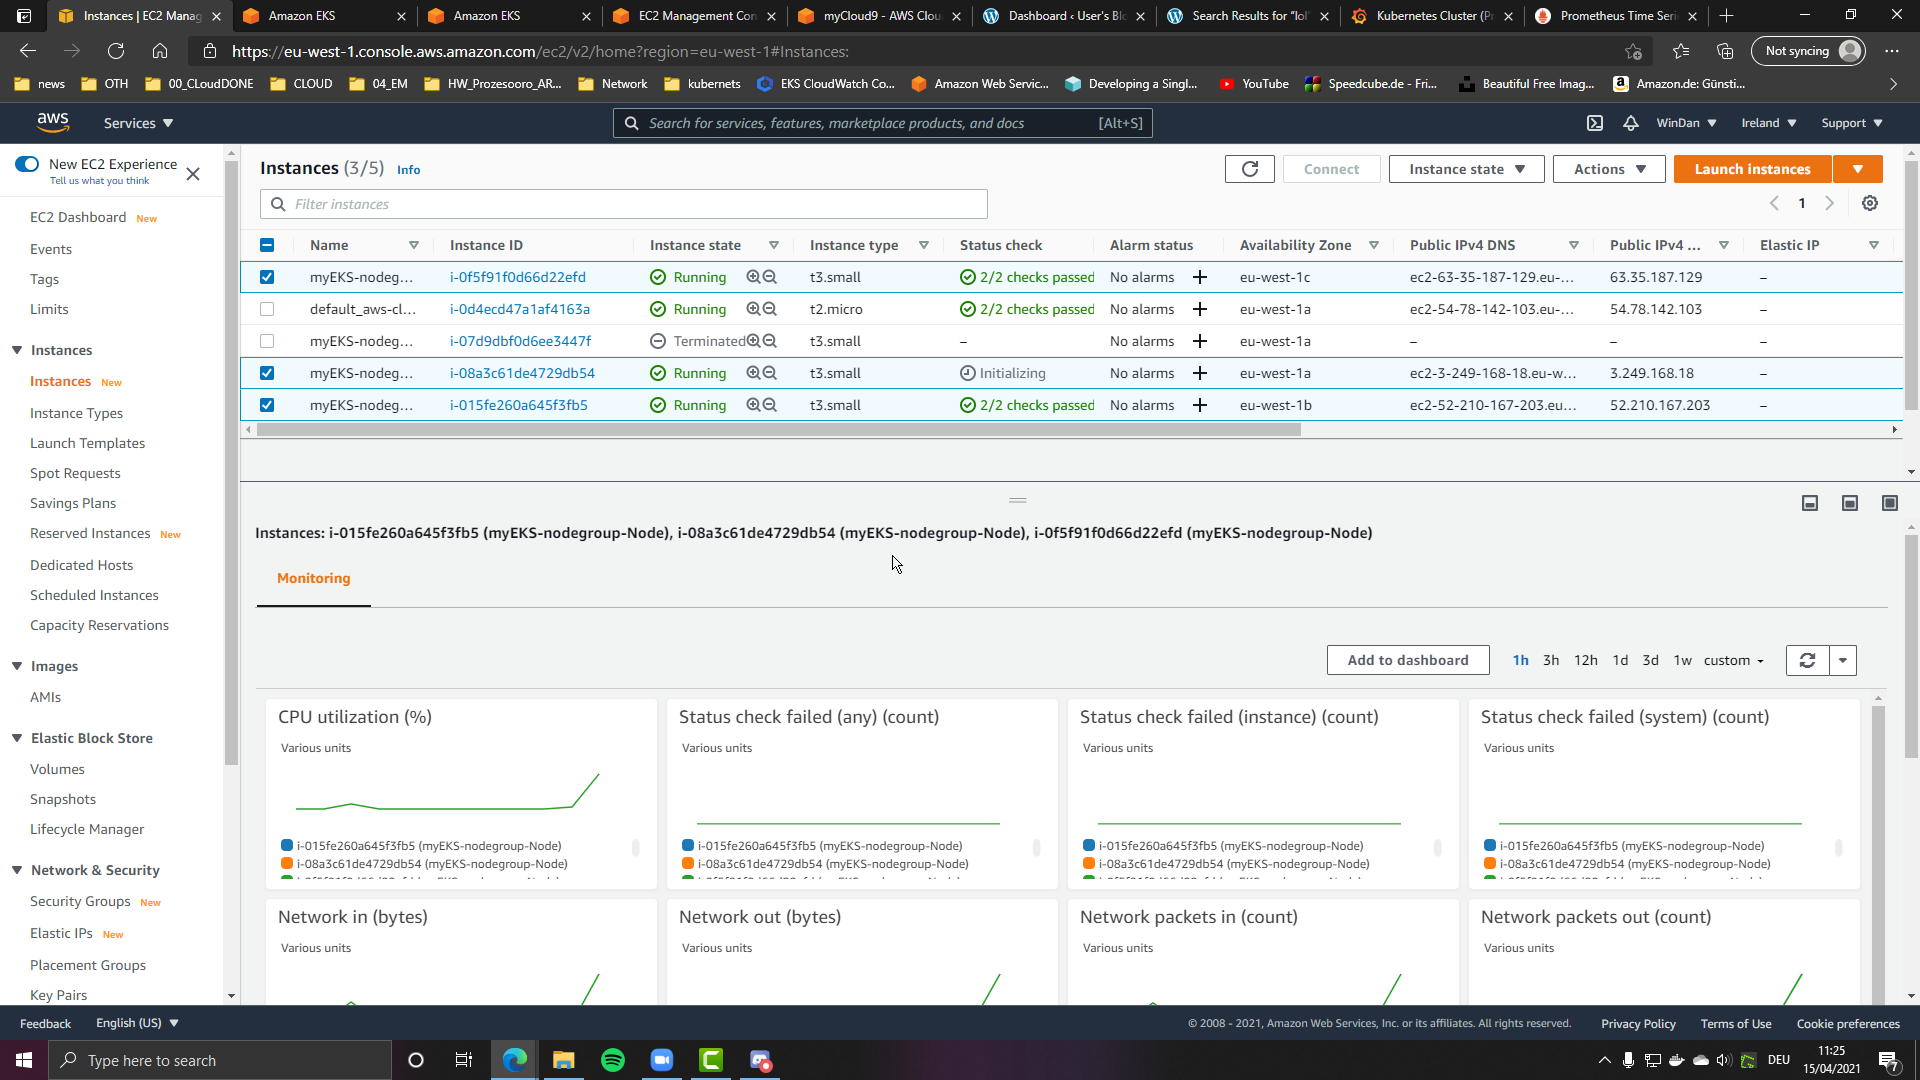 Instances | EC2 Manag
Amazon EKS
Amazon EKS
EC2 Management Con
myCloud9 - AWS Clou
Dashboard ‹ User's Bl
Search Results for "lol"
Kubernetes Cluster (Pr
Prometheus Time Seri
https://eu-west-1.console.aws.amazon.com/ec2/v2/home?region=eu-west-1#Instances:
Not syncing
news
OTH
00_CLoudDONE
CLOUD
04_EM
HW_Prozesooro_AR...
Network
kubernets
EKS CloudWatch Co...
Amazon Web Servic...
Developing a Singl...
YouTube
Speedcube.de - Fri...
Beautiful Free Imag...
Amazon.de: Günsti...
aws
Services
Search for services, features, marketplace products, and docs
[Alt+S]
WinDan
Ireland
Support
New EC2 Experience
Tell us what you think
EC2 Dashboard New
Events
Tags
Limits
Instances
Instances New
Instance Types
Launch Templates
Spot Requests
Savings Plans
Reserved Instances New
Dedicated Hosts
Scheduled Instances
Capacity Reservations
Images
AMIs
Elastic Block Store
Volumes
Snapshots
Lifecycle Manager
Network & Security
Security Groups New
Elastic IPs New
Placement Groups
Key Pairs
Instances (3/5) Info
Connect
Instance state
Actions
Launch instances
Filter instances
1
Name Instance ID Instance state Instance type Status check Alarm status Availability Zone Public IPv4 DNS Public IPv4 ... Elastic IP
myEKS-nodeg... i-0f5f91f0d66d22efd Running t3.small 2/2 checks passed No alarms + eu-west-1c ec2-63-35-187-129.eu-... 63.35.187.129 –
default_aws-cl... i-0d4ecd47a1af4163a Running t2.micro 2/2 checks passed No alarms + eu-west-1a ec2-54-78-142-103.eu-... 54.78.142.103 –
myEKS-nodeg... i-07d9dbf0d6ee3447f Terminated t3.small – No alarms + eu-west-1a – – –
myEKS-nodeg... i-08a3c61de4729db54 Running t3.small Initializing No alarms + eu-west-1a ec2-3-249-168-18.eu-w... 3.249.168.18 –
myEKS-nodeg... i-015fe260a645f3fb5 Running t3.small 2/2 checks passed No alarms + eu-west-1b ec2-52-210-167-203.eu... 52.210.167.203 –
Instances: i-015fe260a645f3fb5 (myEKS-nodegroup-Node), i-08a3c61de4729db54 (myEKS-nodegroup-Node), i-0f5f91f0d66d22efd (myEKS-nodegroup-Node)
Monitoring
Add to dashboard
1h 3h 12h 1d 3d 1w custom
CPU utilization (%)
Various units
i-015fe260a645f3fb5 (myEKS-nodegroup-Node)
i-08a3c61de4729db54 (myEKS-nodegroup-Node)
Status check failed (any) (count)
Various units
i-015fe260a645f3fb5 (myEKS-nodegroup-Node)
i-08a3c61de4729db54 (myEKS-nodegroup-Node)
Status check failed (instance) (count)
Various units
i-015fe260a645f3fb5 (myEKS-nodegroup-Node)
i-08a3c61de4729db54 (myEKS-nodegroup-Node)
Status check failed (system) (count)
Various units
i-015fe260a645f3fb5 (myEKS-nodegroup-Node)
i-08a3c61de4729db54 (myEKS-nodegroup-Node)
Network in (bytes)
Various units
Network out (bytes)
Various units
Network packets in (count)
Various units
Network packets out (count)
Various units
Feedback
English (US)
© 2008 - 2021, Amazon Web Services, Inc. or its affiliates. All rights reserved.
Privacy Policy
Terms of Use
Cookie preferences
Type here to search
DEU
11:25
15/04/2021
7